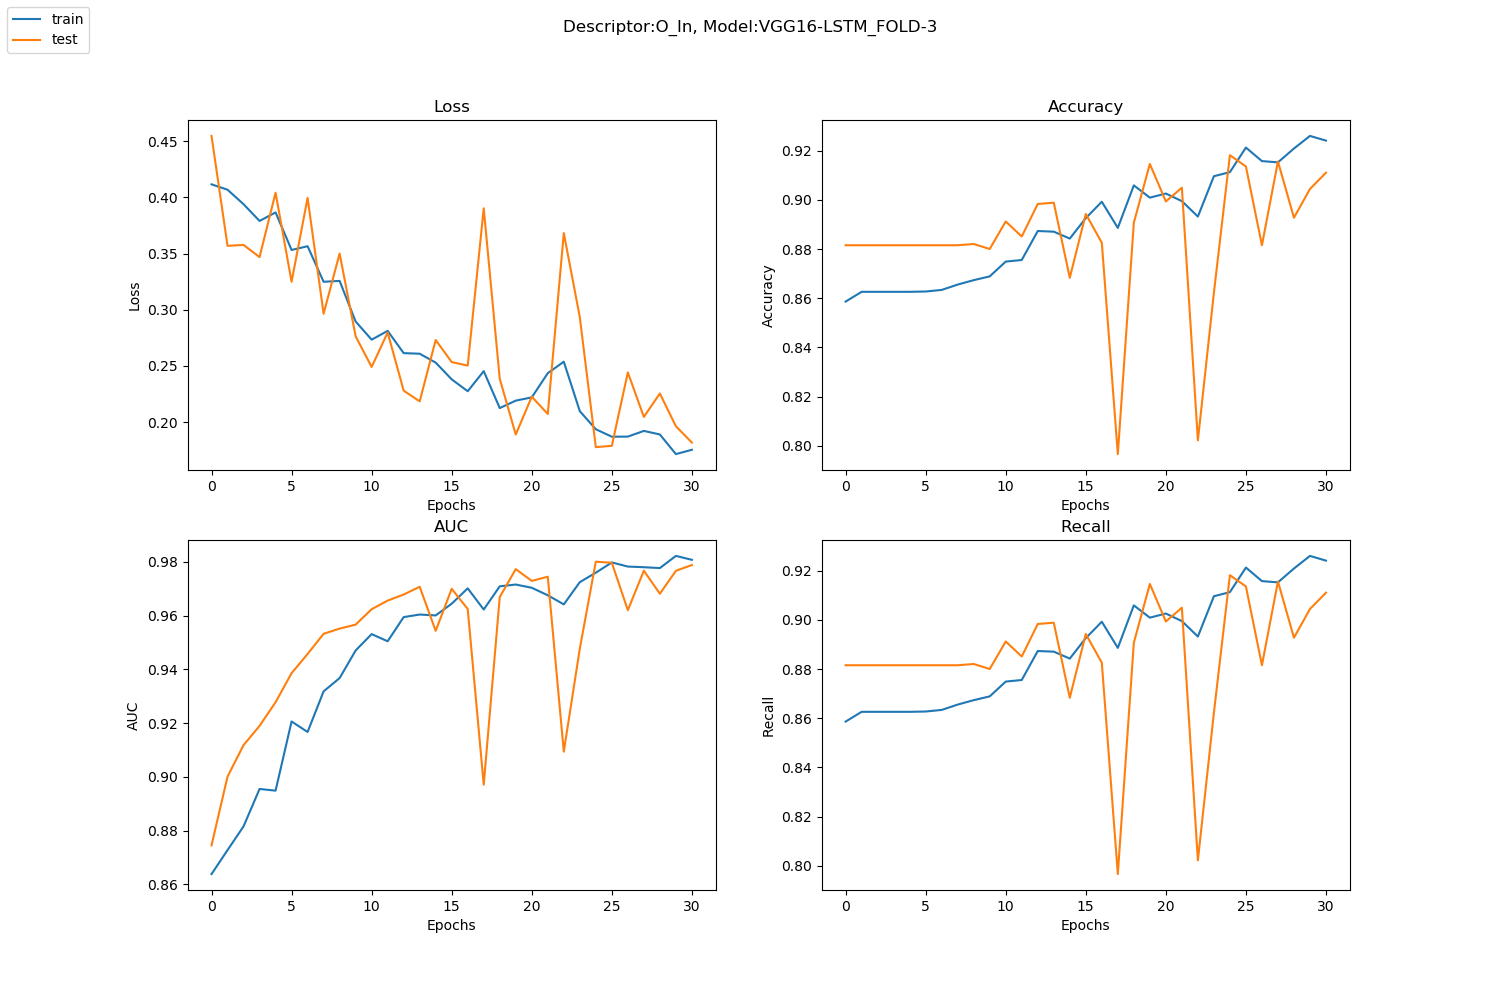 train
test
Descriptor:O_In, Model:VGG16-LSTM_FOLD-3
Loss
0.45
0.40
0.35
0.30
0.25
0.20
Loss
0 5 10 15 20 25 30
Epochs
Accuracy
0.92
0.90
0.88
0.86
0.84
0.82
0.80
Accuracy
0 5 10 15 20 25 30
Epochs
AUC
0.98
0.96
0.94
0.92
0.90
0.88
0.86
AUC
0 5 10 15 20 25 30
Epochs
Recall
0.92
0.90
0.88
0.86
0.84
0.82
0.80
Recall
0 5 10 15 20 25 30
Epochs